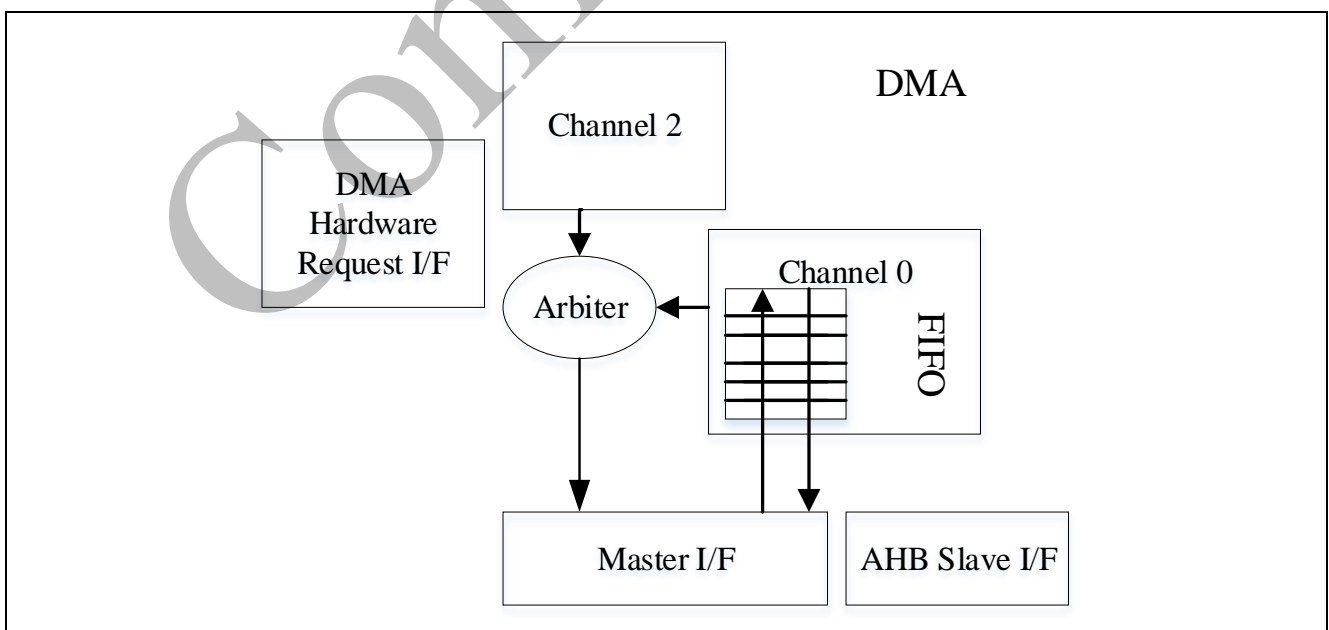 DMA
Channel 2
DMA
Hardware
Request I/F
Channel 0
Arbiter
FIFO
Master I/F
AHB Slave I/F